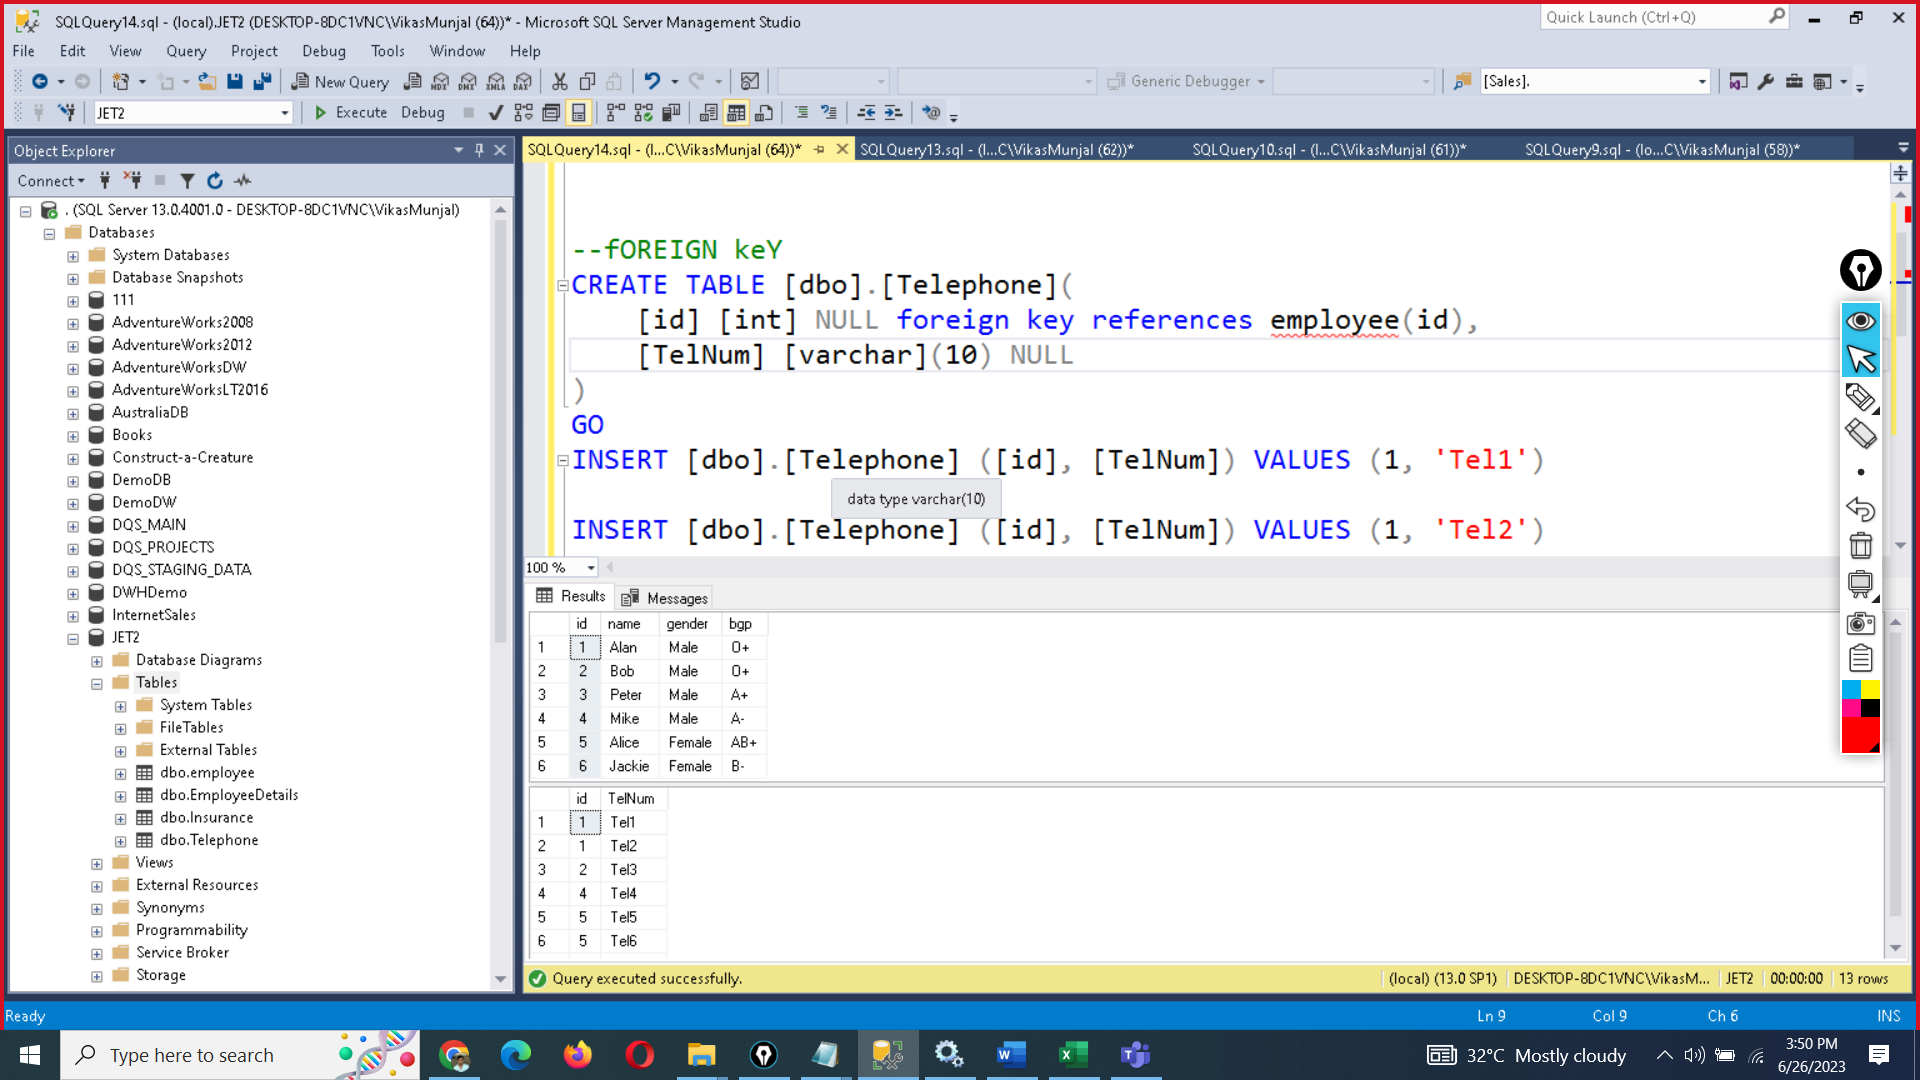 SQLQuery14.sql - (local).JET2 (DESKTOP-8DC1VNC\VikasMunjal (64))* - Microsoft SQL Server Management Studio
Quick Launch (Ctrl+Q)
File Edit View Query Project Debug Tools Window Help
New Query
MDX DMX XMLA DAX
Generic Debugger
[Sales].
JET2
Execute Debug
Object Explorer
Connect
. (SQL Server 13.0.4001.0 - DESKTOP-8DC1VNC\VikasMunjal)
Databases
System Databases
Database Snapshots
111
AdventureWorks2008
AdventureWorks2012
AdventureWorksDW
AdventureWorksLT2016
AustraliaDB
Books
Construct-a-Creature
DemoDB
DemoDW
DQS_MAIN
DQS_PROJECTS
DQS_STAGING_DATA
DWHDemo
InternetSales
JET2
Database Diagrams
Tables
System Tables
FileTables
External Tables
dbo.employee
dbo.EmployeeDetails
dbo.Insurance
dbo.Telephone
Views
External Resources
Synonyms
Programmability
Service Broker
Storage
SQLQuery14.sql - (l...C\VikasMunjal (64))*
SQLQuery13.sql - (l...C\VikasMunjal (62))*
SQLQuery10.sql - (l...C\VikasMunjal (61))*
SQLQuery9.sql - (lo...C\VikasMunjal (58))*
--fOREIGN keY
CREATE TABLE [dbo].[Telephone](
[id] [int] NULL foreign key references employee(id),
[TelNum] [varchar](10) NULL
)
GO
INSERT [dbo].[Telephone] ([id], [TelNum]) VALUES (1, 'Tel1')
data type varchar(10)
INSERT [dbo].[Telephone] ([id], [TelNum]) VALUES (1, 'Tel2')
100 %
Results Messages
id name gender bgp
1 1 Alan Male O+
2 2 Bob Male O+
3 3 Peter Male A+
4 4 Mike Male A-
5 5 Alice Female AB+
6 6 Jackie Female B-
id TelNum
1 1 Tel1
2 1 Tel2
3 2 Tel3
4 4 Tel4
5 5 Tel5
6 5 Tel6
Query executed successfully.
(local) (13.0 SP1) DESKTOP-8DC1VNC\VikasM... JET2 00:00:00 13 rows
Ready
Ln 9 Col 9 Ch 6 INS
Type here to search
32°C Mostly cloudy
3:50 PM
6/26/2023